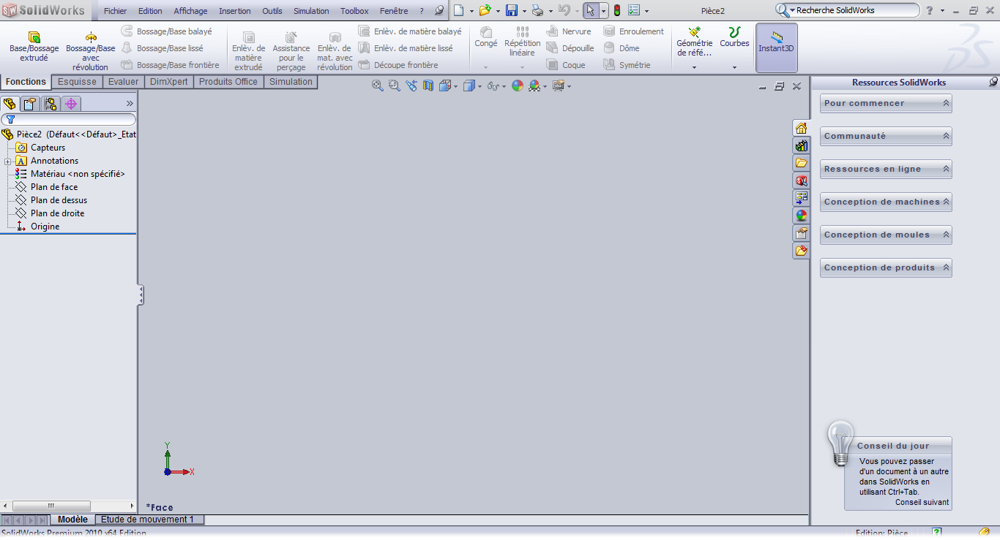 SolidWorks Fichier Edition Affichage Insertion Outils Simulation Toolbox Fenêtre ? Pièce2 Recherche SolidWorks ?
Base/Bossage extrudé
Bossage/Base avec révolution
Bossage/Base balayé
Bossage/Base lissé
Bossage/Base frontière
Enlèv. de matière extrudé
Assistance pour le perçage
Enlèv. de mat. avec révolution
Enlèv. de matière balayé
Enlèv. de matière lissé
Découpe frontière
Congé
Répétition linéaire
Nervure
Dépouille
Coque
Enroulement
Dôme
Symétrie
Géométrie de réfé...
Courbes
Instant3D
Fonctions Esquisse Evaluer DimXpert Produits Office Simulation
Pièce2 (Défaut<<Défaut>_Etat
Capteurs
Annotations
Matériau <non spécifié>
Plan de face
Plan de dessus
Plan de droite
Origine
Y
X
*Face
Ressources SolidWorks
Pour commencer
Communauté
Ressources en ligne
Conception de machines
Conception de moules
Conception de produits
Conseil du jour
Vous pouvez passer
d'un document à un autre
dans SolidWorks en
utilisant Ctrl+Tab.
Conseil suivant
Modèle Etude de mouvement 1
SolidWorks Premium 2010 x64 Edition Edition: Pièce